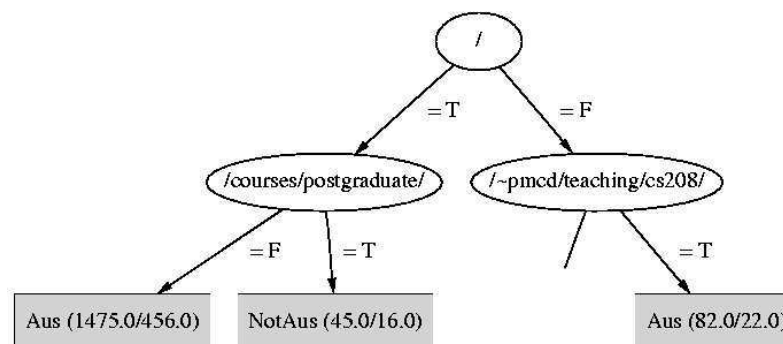 /
= T
= F
/courses/postgraduate/
/~pmcd/teaching/cs208/
= F
= T
= T
Aus (1475.0/456.0)
NotAus (45.0/16.0)
Aus (82.0/22.0)